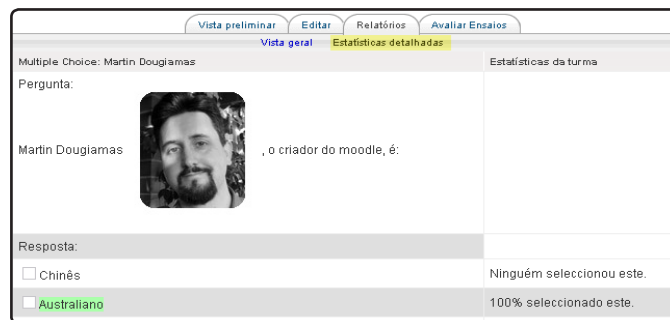 Vista preliminar Editar Relatórios Avaliar Ensaios
Vista geral Estatísticas detalhadas
Multiple Choice: Martin Dougiamas Estatísticas da turma
Pergunta:
Martin Dougiamas , o criador do moodle, é:
Resposta:
Chinês Ninguém seleccionou este.
Australiano 100% seleccionado este.